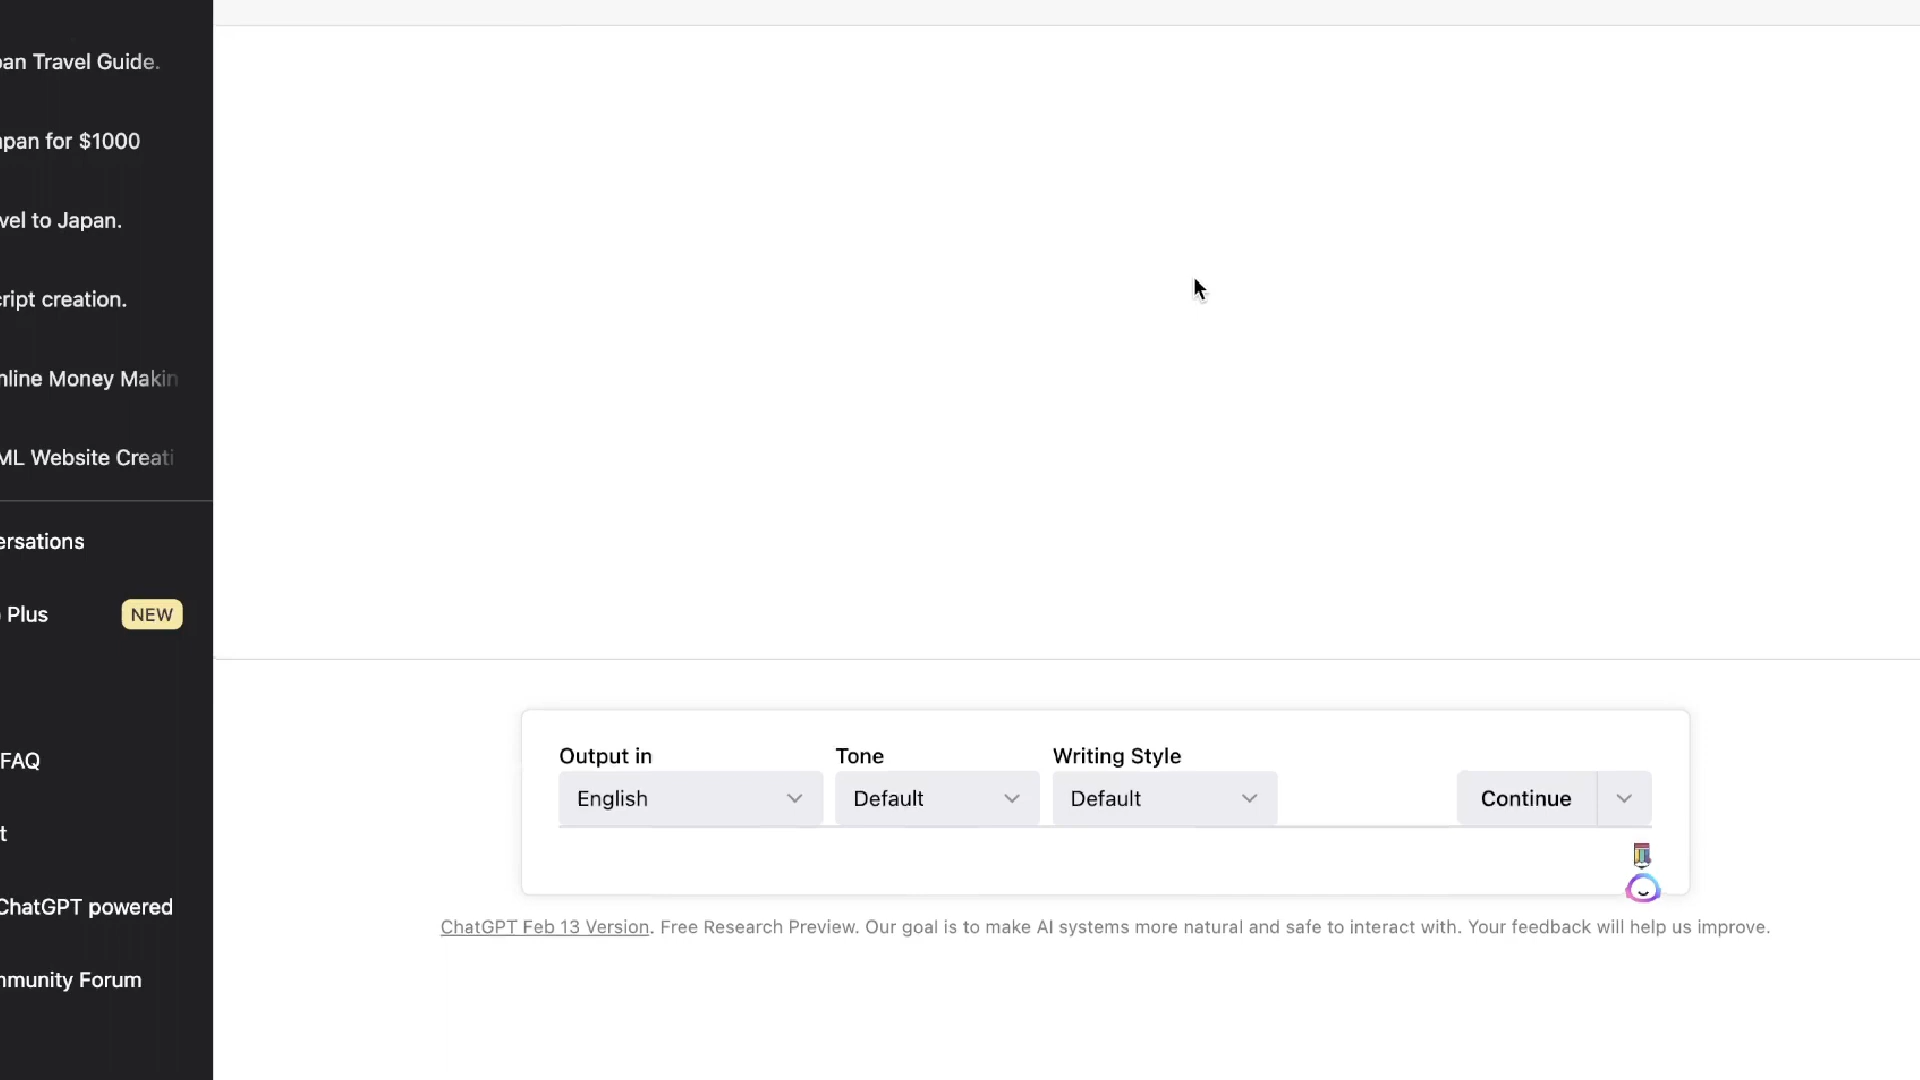 an Travel Guide.
pan for $1000
vel to Japan.
ript creation.
nline Money Makin
ML Website Creati
ersations
Plus
NEW
FAQ
t
ChatGPT powered
mmunity Forum
Output in
Tone
Writing Style
English
Default
Default
Continue
ChatGPT Feb 13 Version. Free Research Preview. Our goal is to make AI systems more natural and safe to interact with. Your feedback will help us improve.